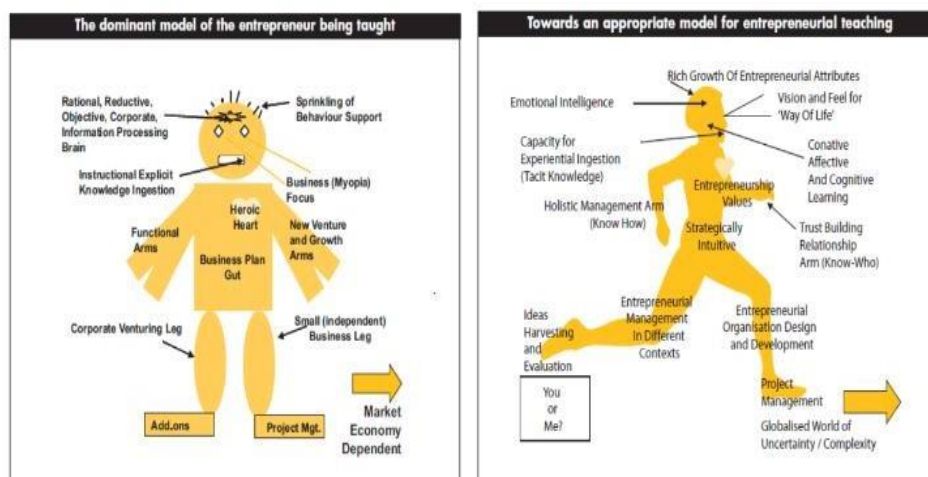 The dominant model of the entrepreneur being taught
Rational, Reductive,
Objective, Corporate,
Information Processing
Brain
Sprinkling of
Behaviour Support
Instructional Explicit
Knowledge Ingestion
Business (Myopia)
Focus
Functional
Arms
Heroic
Heart
New Venture
and Growth
Arms
Business Plan
Gut
Corporate Venturing Leg
Small (independent)
Business Leg
Add.ons
Project Mgt.
Market
Economy
Dependent
Towards an appropriate model for entrepreneurial teaching
Rich Growth Of Entrepreneurial Attributes
Emotional Intelligence
Vision and Feel for
'Way Of Life'
Capacity for
Experiential Ingestion
(Tacit Knowledge)
Conative
Affective
And Cognitive
Learning
Entrepreneurship
Values
Holistic Management Arm
(Know How)
Strategically
Intuitive
Trust Building
Relationship
Arm (Know-Who)
Ideas
Harvesting
and
Evaluation
Entrepreneurial
Management
In Different
Contexts
Entrepreneurial
Organisation Design
and Development
You
or
Me?
Project
Management
Globalised World of
Uncertainty / Complexity